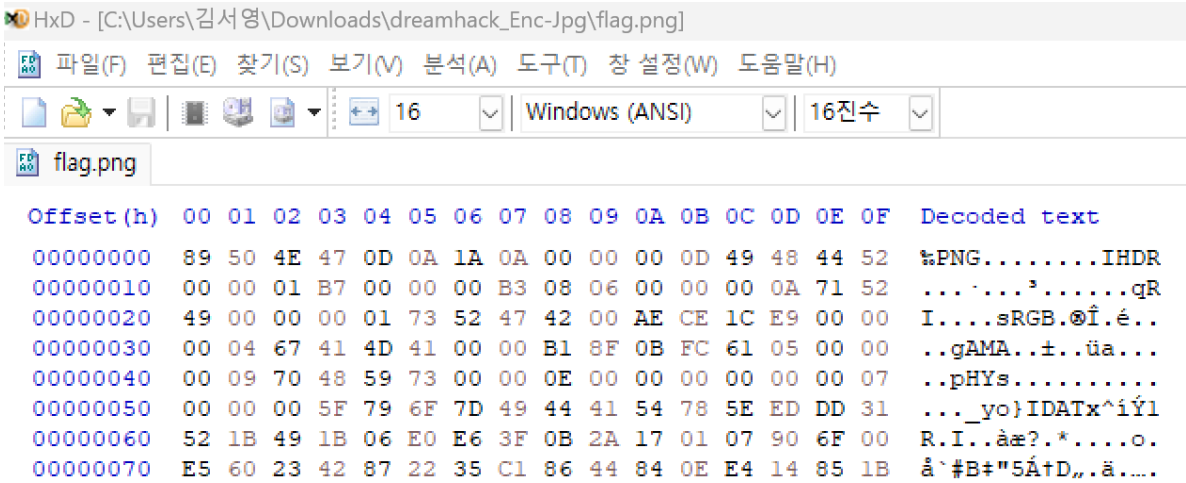 HxD - [C:\Users\김서영\Downloads\dreamhack_Enc-Jpg\flag.png]
파일(F) 편집(E) 찾기(S) 보기(V) 분석(A) 도구(T) 창 설정(W) 도움말(H)
16 Windows (ANSI) 16진수
flag.png
Offset(h) 00 01 02 03 04 05 06 07 08 09 0A 0B 0C 0D 0E 0F Decoded text
00000000 89 50 4E 47 0D 0A 1A 0A 00 00 00 0D 49 48 44 52 ‰PNG........IHDR
00000010 00 00 01 B7 00 00 00 B3 08 06 00 00 00 0A 71 52 ...·...³......qR
00000020 49 00 00 00 01 73 52 47 42 00 AE CE 1C E9 00 00 I....sRGB.®Î.é..
00000030 00 04 67 41 4D 41 00 00 B1 8F 0B FC 61 05 00 00 ..gAMA..±..üa...
00000040 00 09 70 48 59 73 00 00 0E 00 00 00 00 00 00 07 ..pHYs..........
00000050 00 00 00 5F 79 6F 7D 49 44 41 54 78 5E ED DD 31 ..._yo}IDATx^íÝ1
00000060 52 1B 49 1B 06 E0 E6 3F 0B 2A 17 01 07 90 6F 00 R.I..àæ?.*....o.
00000070 E5 60 23 42 87 22 35 C1 86 44 84 0E E4 14 85 1B å`#B‡"5Á†D„.ä.….